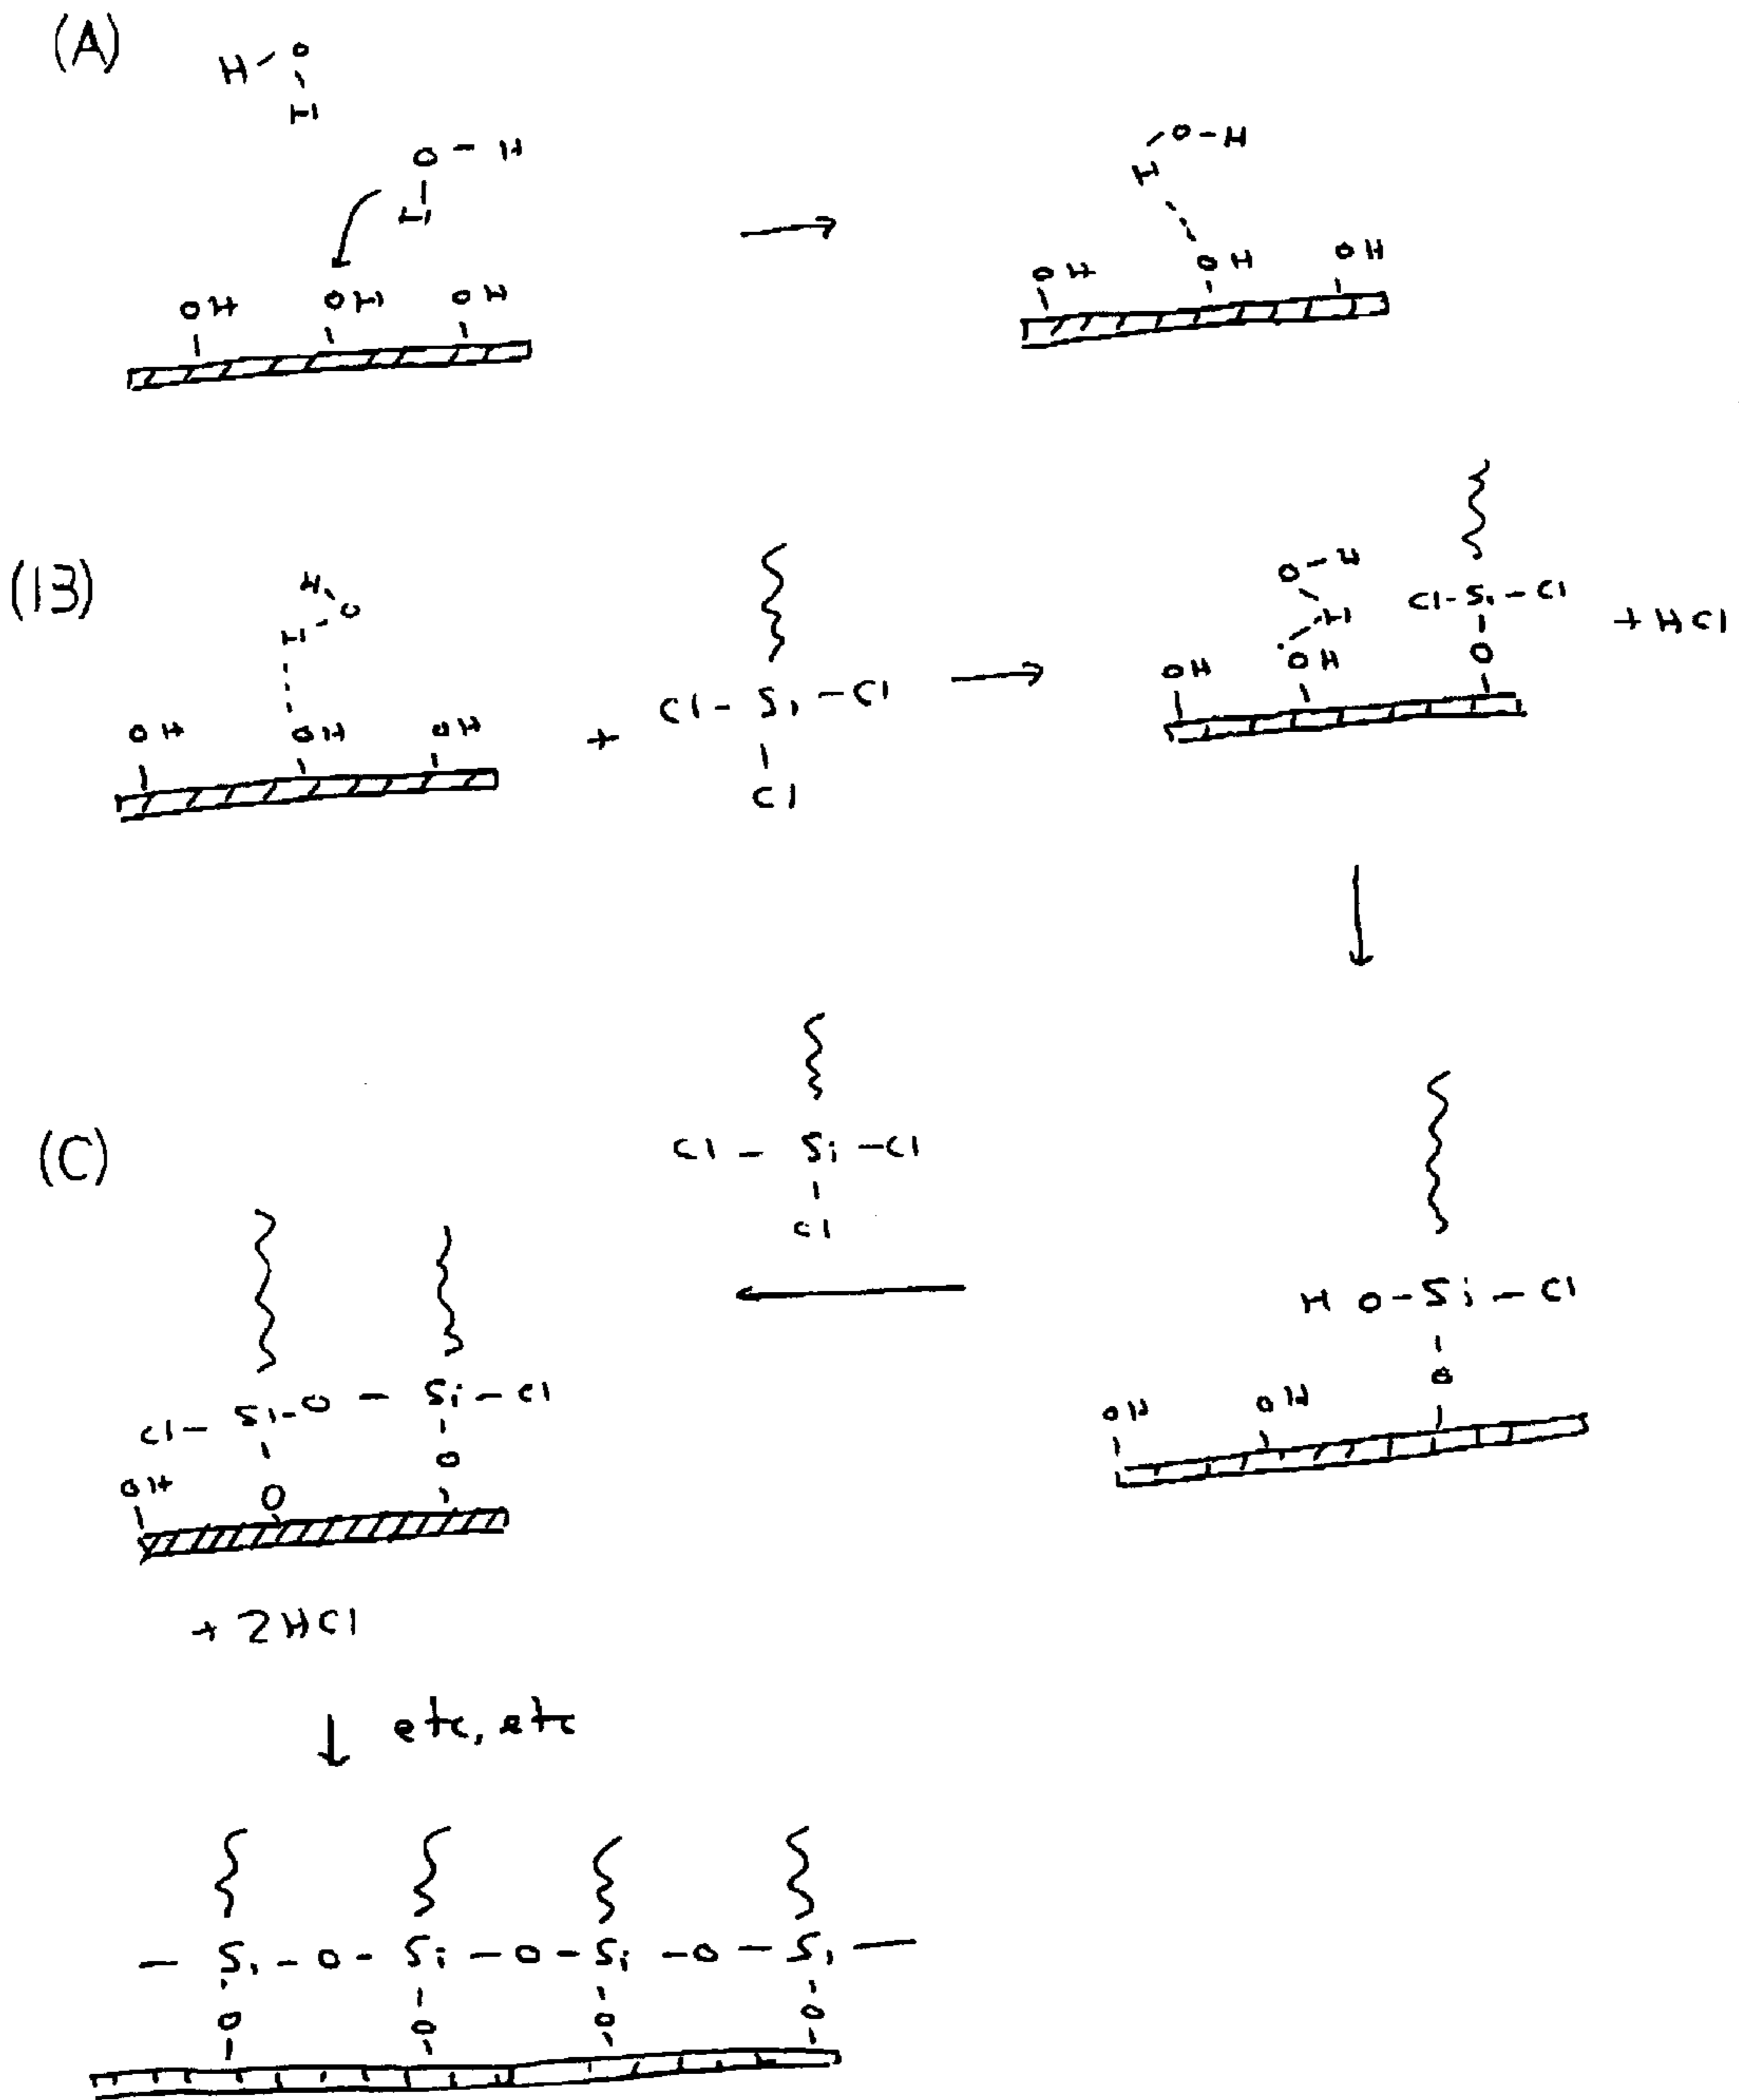 (A)
H O
H
O - H
H
OH OH OH
O - H
H
OH OH OH
(B)
H O
H
OH OH OH
+
Cl - Si - Cl
Cl
O - H
H
OH OH
Cl - Si - Cl
O
+ HCl
(C)
Cl - Si - Cl
Cl
HO - Si - Cl
O
OH OH
Cl - Si - O - Si - Cl
OH O O
+ 2HCl
etc, etc
- Si - O - Si - O - Si - O - Si -
O O O O